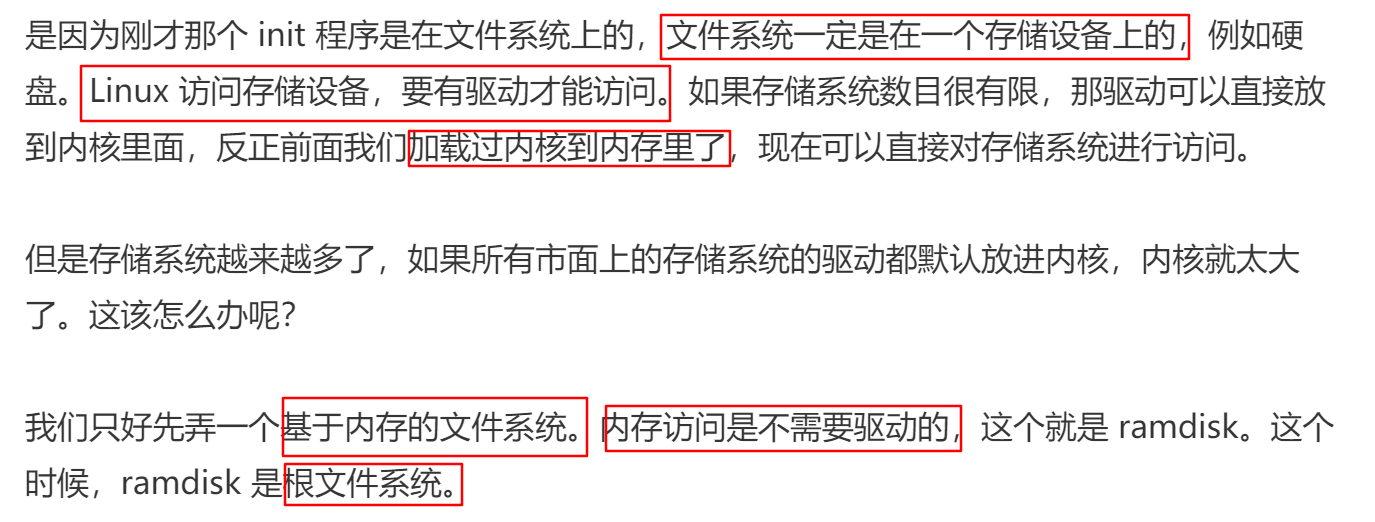 是因为刚才那个 init 程序是在文件系统上的，文件系统一定是在一个存储设备上的，例如硬
盘。Linux 访问存储设备，要有驱动才能访问。如果存储系统数目很有限，那驱动可以直接放
到内核里面，反正前面我们加载过内核到内存里了，现在可以直接对存储系统进行访问。
但是存储系统越来越多了，如果所有市面上的存储系统的驱动都默认放进内核，内核就太大
了。这该怎么办呢？
我们只好先弄一个基于内存的文件系统。内存访问是不需要驱动的，这个就是 ramdisk。这个
时候，ramdisk 是根文件系统。